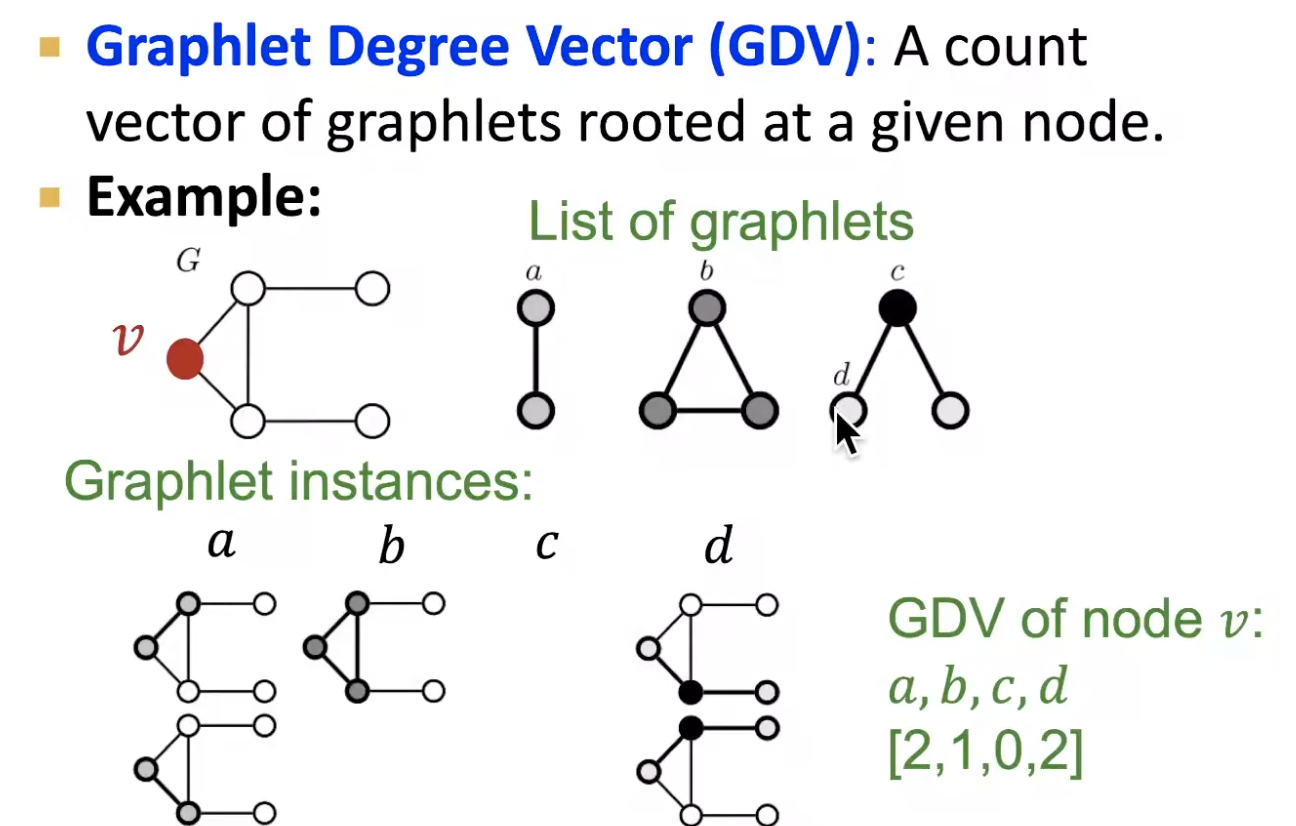 Graphlet Degree Vector (GDV): A count
vector of graphlets rooted at a given node.
Example:
List of graphlets
G
a
b
c
v
d
Graphlet instances:
a b c d
GDV of node v:
a, b, c, d
[2,1,0,2]